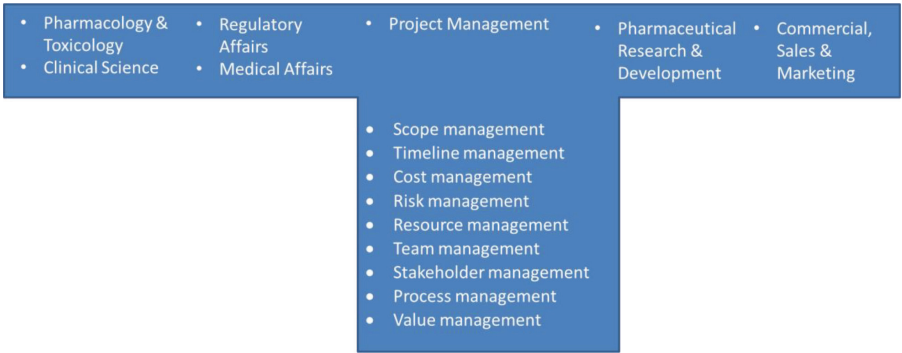 • Pharmacology &
Toxicology
• Clinical Science
• Regulatory
Affairs
• Medical Affairs
• Project Management
• Pharmaceutical
Research &
Development
• Commercial,
Sales &
Marketing
• Scope management
• Timeline management
• Cost management
• Risk management
• Resource management
• Team management
• Stakeholder management
• Process management
• Value management